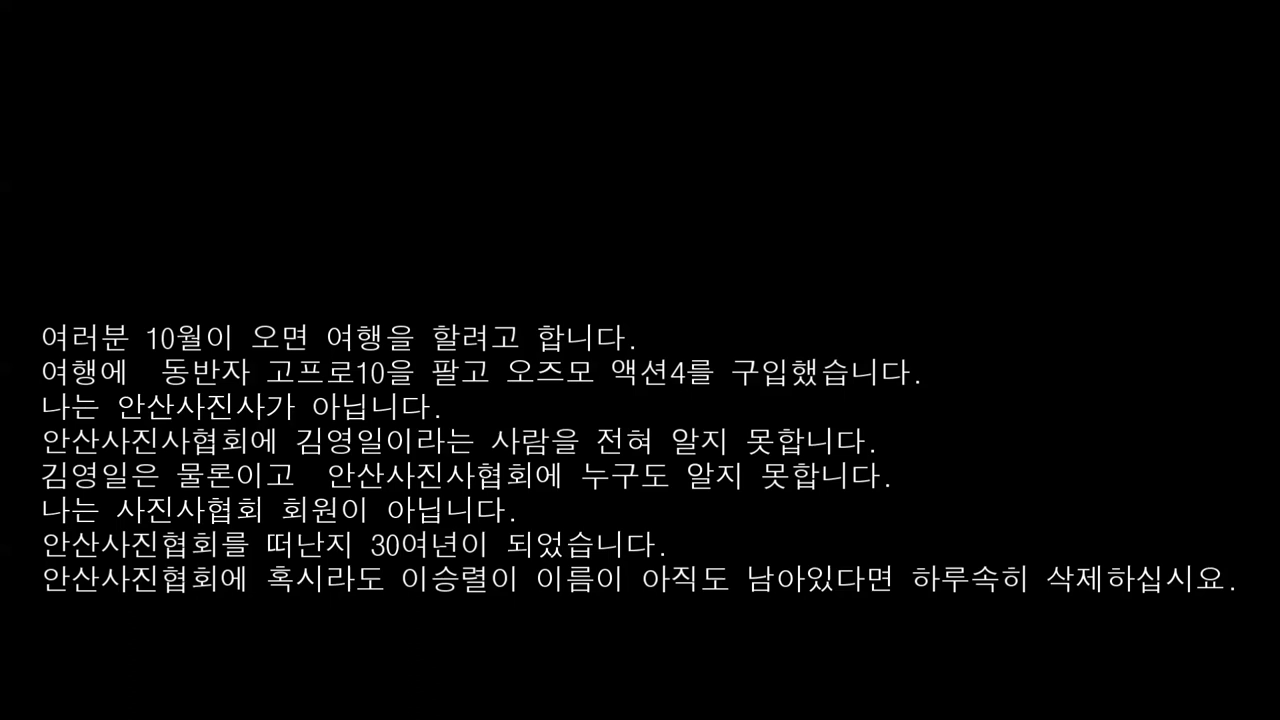 여러분 10월이 오면 여행을 할려고 합니다.
여행에 동반자 고프로10을 팔고 오즈모 액션4를 구입했습니다.
나는 안산사진사가 아닙니다.
안산사진사협회에 김영일이라는 사람을 전혀 알지 못합니다.
김영일은 물론이고 안산사진사협회에 누구도 알지 못합니다.
나는 사진사협회 회원이 아닙니다.
안산사진협회를 떠난지 30여년이 되었습니다.
안산사진협회에 혹시라도 이승렬이 이름이 아직도 남아있다면 하루속히 삭제하십시요.